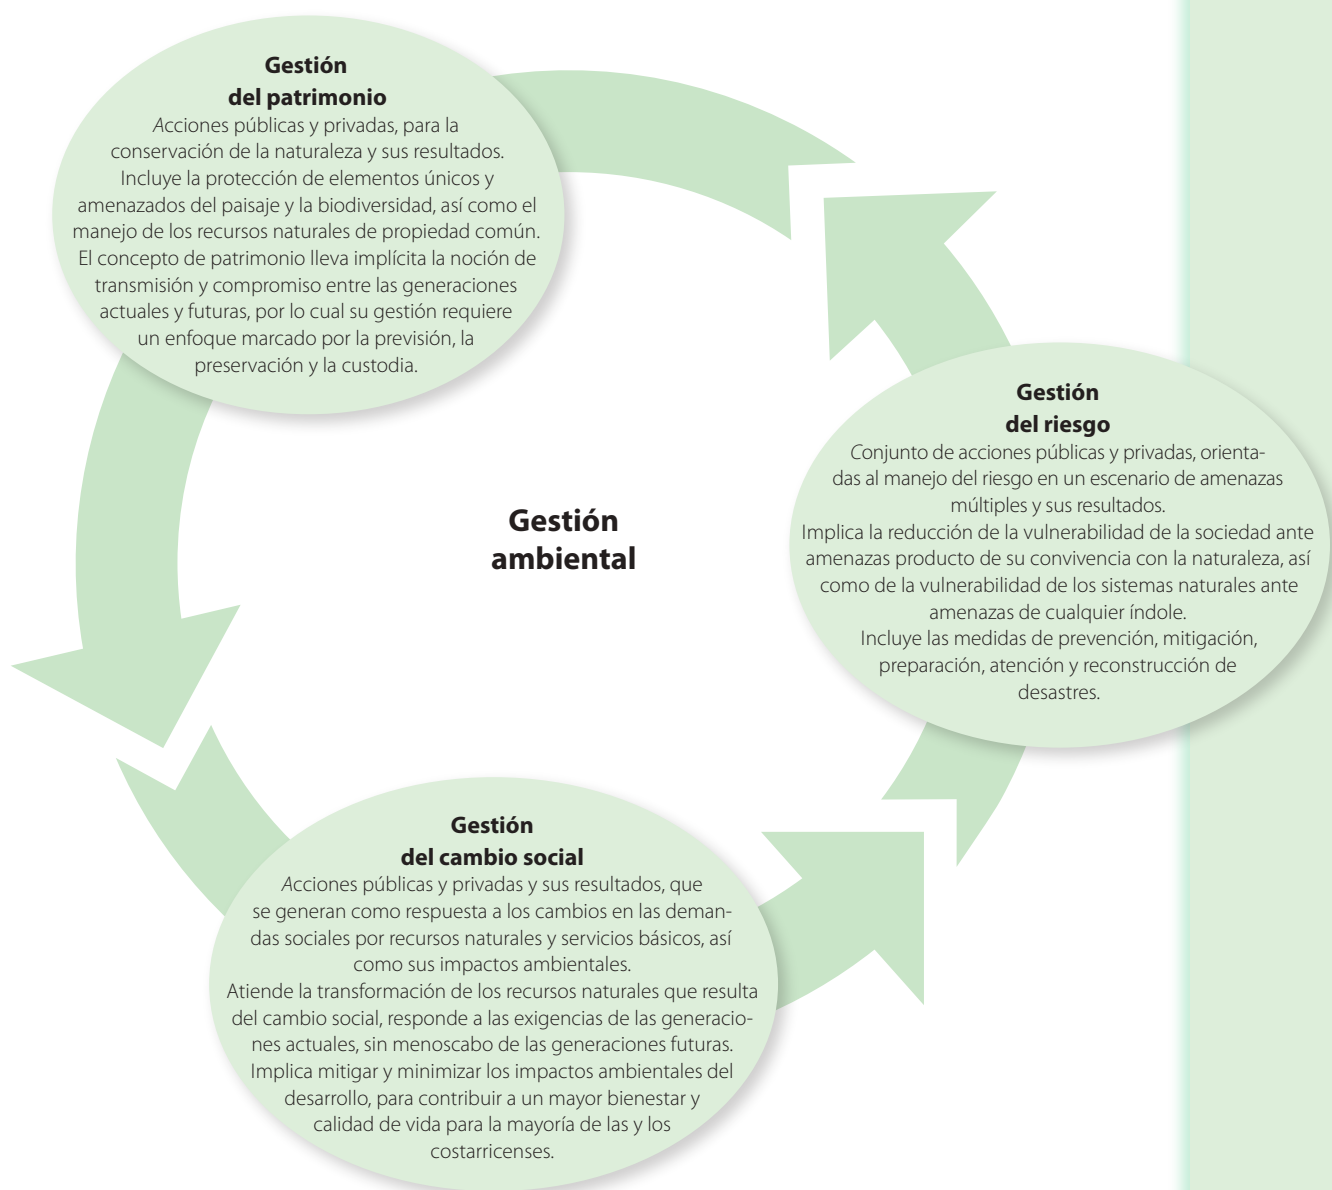 Gestión
del patrimonio
Acciones públicas y privadas, para la
conservación de la naturaleza y sus resultados.
Incluye la protección de elementos únicos y
amenazados del paisaje y la biodiversidad, así como el
manejo de los recursos naturales de propiedad común.
El concepto de patrimonio lleva implícita la noción de
transmisión y compromiso entre las generaciones
actuales y futuras, por lo cual su gestión requiere
un enfoque marcado por la previsión, la
preservación y la custodia.
Gestión
del riesgo
Conjunto de acciones públicas y privadas, orienta-
das al manejo del riesgo en un escenario de amenazas
múltiples y sus resultados.
Implica la reducción de la vulnerabilidad de la sociedad ante
amenazas producto de su convivencia con la naturaleza, así
como de la vulnerabilidad de los sistemas naturales ante
amenazas de cualquier índole.
Incluye las medidas de prevención, mitigación,
preparación, atención y reconstrucción de
desastres.
Gestión
ambiental
Gestión
del cambio social
Acciones públicas y privadas y sus resultados, que
se generan como respuesta a los cambios en las deman-
das sociales por recursos naturales y servicios básicos, así
como sus impactos ambientales.
Atiende la transformación de los recursos naturales que resulta
del cambio social, responde a las exigencias de las generacio-
nes actuales, sin menoscabo de las generaciones futuras.
Implica mitigar y minimizar los impactos ambientales del
desarrollo, para contribuir a un mayor bienestar y
calidad de vida para la mayoría de las y los
costarricenses.